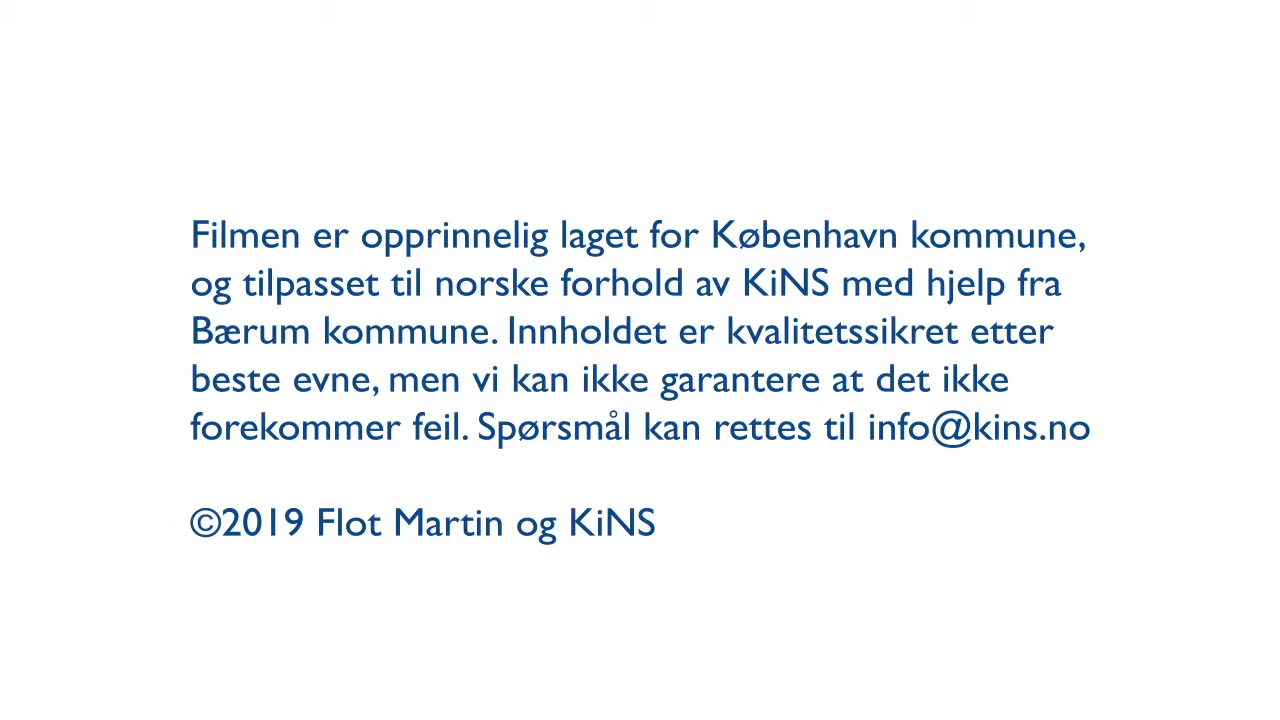 Filmen er opprinnelig laget for København kommune,
og tilpasset til norske forhold av KiNS med hjelp fra
Bærum kommune. Innholdet er kvalitetssikret etter
beste evne, men vi kan ikke garantere at det ikke
forekommer feil. Spørsmål kan rettes til info@kins.no
©2019 Flot Martin og KiNS